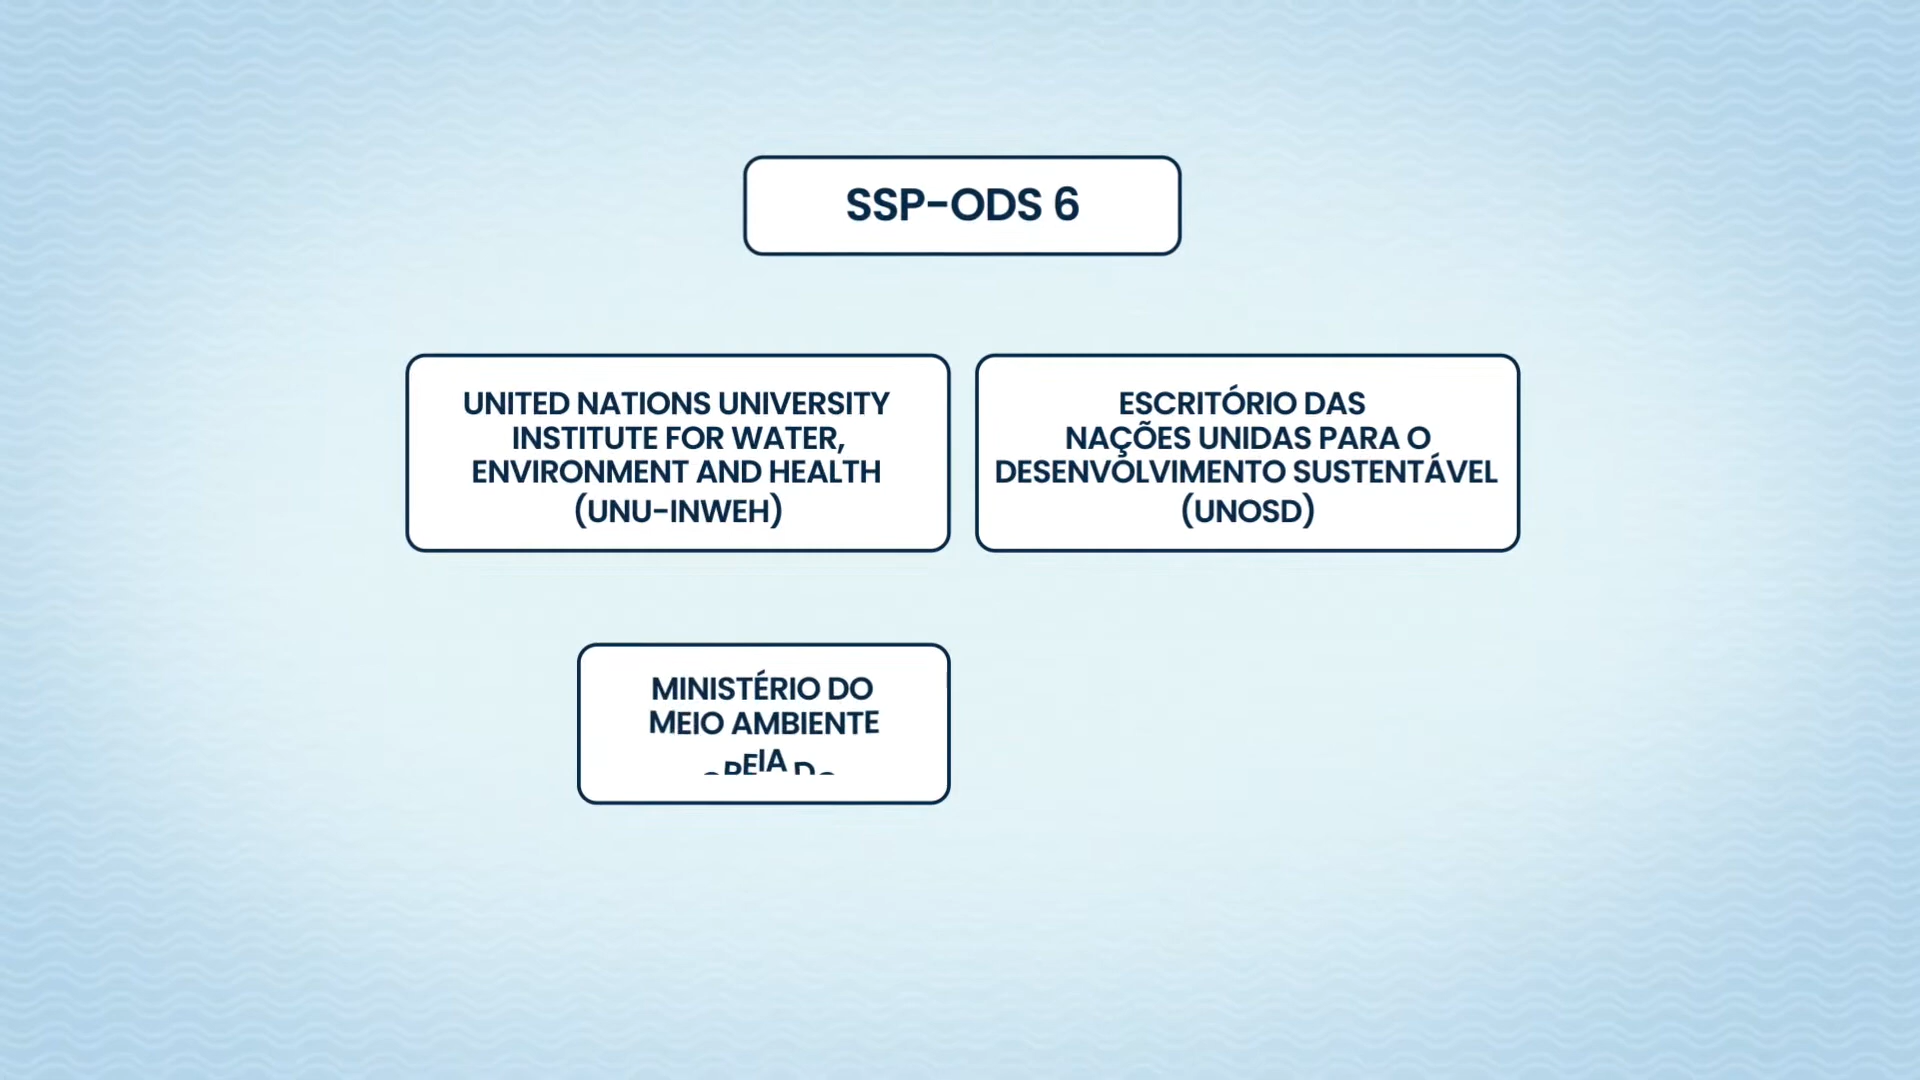 SSP-ODS 6
UNITED NATIONS UNIVERSITY
INSTITUTE FOR WATER,
ENVIRONMENT AND HEALTH
(UNU-INWEH)
ESCRITÓRIO DAS
NAÇÕES UNIDAS PARA O
DESENVOLVIMENTO SUSTENTÁVEL
(UNOSD)
MINISTÉRIO DO
MEIO AMBIENTE